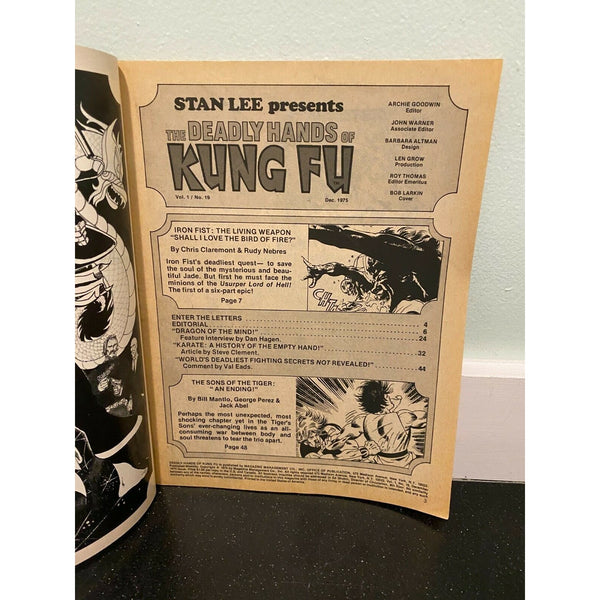 STAN LEE presents
THE DEADLY HANDS OF
KUNG FU
Vol. 1 / No. 19
Dec. 1975
ARCHIE GOODWIN
Editor
JOHN WARNER
Associate Editor
BARBARA ALTMAN
Design
LEN GROW
Production
ROY THOMAS
Editor Emeritus
BOB LARKIN
Cover
IRON FIST: THE LIVING WEAPON
"SHALL I LOVE THE BIRD OF FIRE?"
By Chris Claremont & Rudy Nebres
Iron Fist's deadliest quest— to save
the soul of the mysterious and beau-
tiful Jade. But first he must face the
minions of the Usurper Lord of Hell!
The first of a six-part epic!
Page 7
ENTER THE LETTERS 4
EDITORIAL 6
"DRAGON OF THE MIND!" 24
Feature interview by Dan Hagen.
"KARATE: A HISTORY OF THE EMPTY HAND!" 32
Article by Steve Clement.
"WORLD'S DEADLIEST FIGHTING SECRETS NOT REVEALED!" 44
Comment by Val Eads.
THE SONS OF THE TIGER:
"AN ENDING!"
By Bill Mantlo, George Perez &
Jack Abel
Perhaps the most unexpected, most
shocking chapter yet in the Tiger's
Sons' ever-changing lives as an all-
consuming war between body and
soul threatens to tear the trio apart.
Page 48